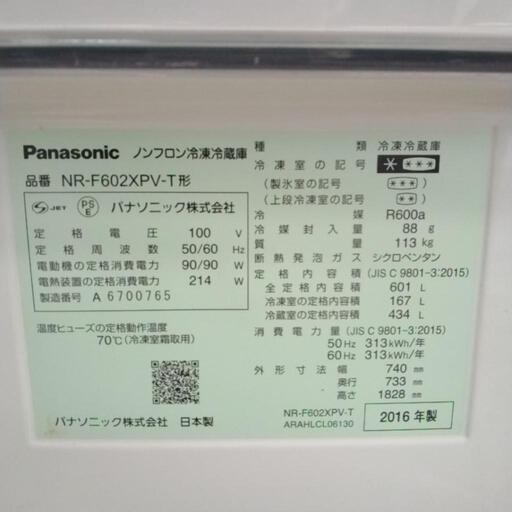 Panasonic ノンフロン冷凍冷蔵庫
品番 NR-F602XPV-T形
JET PSE パナソニック株式会社
定格電圧 100 V
定格周波数 50/60 Hz
電動機の定格消費電力 90/90 W
電熱装置の定格消費電力 214 W
製造番号 A 6700765
温度ヒューズの定格動作温度
70℃(冷凍室霜取用)
パナソニック株式会社 日本製
種類 冷凍冷蔵庫
冷凍室の記号
(製氷室の記号)
(上段冷凍室の記号)
冷媒 R600a
冷媒封入量 88 g
質量 113 kg
断熱発泡ガス シクロペンタン
定格内容積 (JIS C 9801-3:2015)
全定格内容積 601 L
冷凍室の定格内容積 167 L
冷蔵室の定格内容積 434 L
消費電力量 (JIS C 9801-3:2015)
50 Hz 313 kWh/年
60 Hz 313 kWh/年
外形寸法 幅 740 mm
奥行 733 mm
高さ 1828 mm
NR-F602XPV-T
ARAHLCL06130
2016 年製